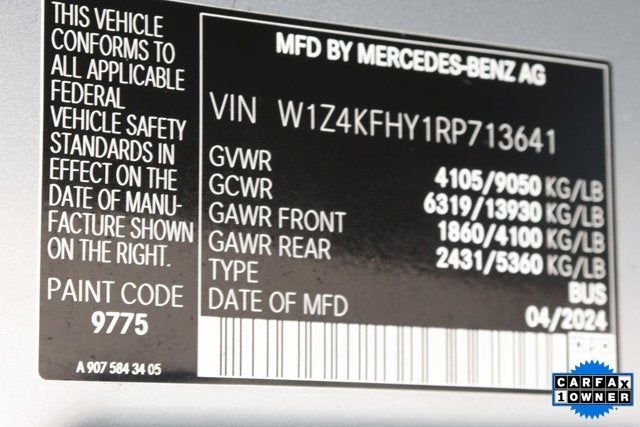 THIS VEHICLE
CONFORMS TO
ALL APPLICABLE
FEDERAL
VEHICLE SAFETY
STANDARDS IN
EFFECT ON THE
DATE OF MANU-
FACTURE SHOWN
ON THE RIGHT.
PAINT CODE
9775
A 907 584 34 05
MFD BY MERCEDES-BENZ AG
VIN W1Z4KFHY1RP713641
GVWR 4105/9050 KG/LB
GCWR 6319/13930 KG/LB
GAWR FRONT 1860/4100 KG/LB
GAWR REAR 2431/5360 KG/LB
TYPE BUS
DATE OF MFD 04/2024
CARFAX
1 OWNER